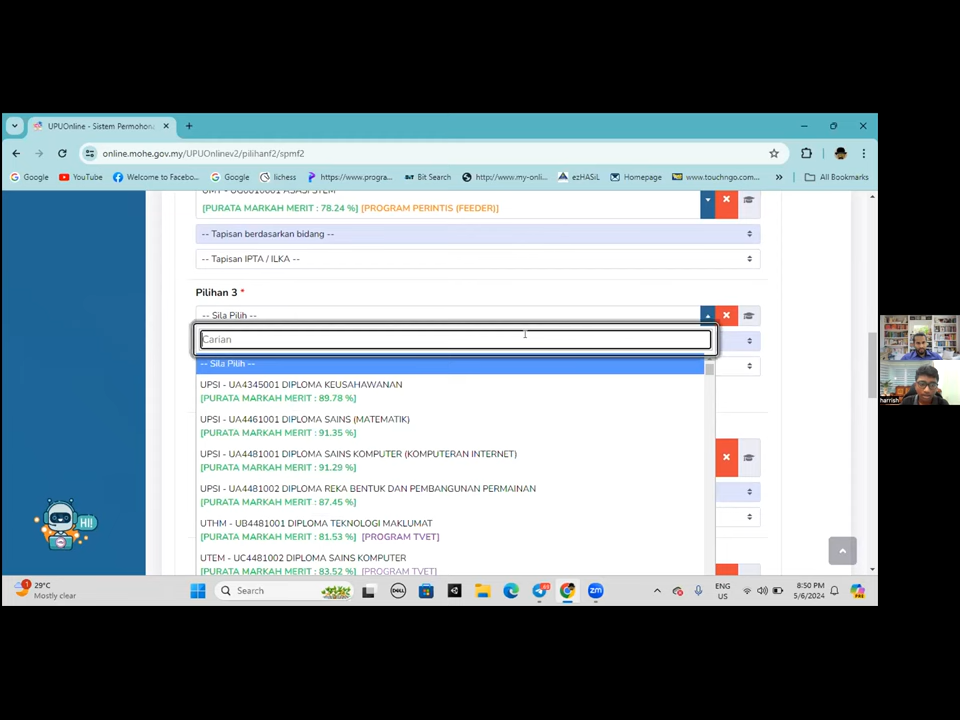 UPUOnline - Sistem Permohona
online.mohe.gov.my/UPUOnlinev2/pilihanf2/spmf2
Google YouTube Welcome to Facebo... Google lichess https://www.progra... Bit Search http://www.my-onli... ezHASiL Homepage www.touchngo.com... » All Bookmarks
[PURATA MARKAH MERIT : 78.24 %] [PROGRAM PERINTIS (FEEDER)]
-- Tapisan berdasarkan bidang --
-- Tapisan IPTA / ILKA --
Pilihan 3 *
-- Sila Pilih --
Carian
-- Sila Pilih --
UPSI - UA4345001 DIPLOMA KEUSAHAWANAN
[PURATA MARKAH MERIT : 89.78 %]
UPSI - UA4461001 DIPLOMA SAINS (MATEMATIK)
[PURATA MARKAH MERIT : 91.35 %]
UPSI - UA4481001 DIPLOMA SAINS KOMPUTER (KOMPUTERAN INTERNET)
[PURATA MARKAH MERIT : 91.29 %]
UPSI - UA4481002 DIPLOMA REKA BENTUK DAN PEMBANGUNAN PERMAINAN
[PURATA MARKAH MERIT : 87.45 %]
UTHM - UB4481001 DIPLOMA TEKNOLOGI MAKLUMAT
[PURATA MARKAH MERIT : 81.53 %] [PROGRAM TVET]
UTEM - UC4481002 DIPLOMA SAINS KOMPUTER
[PURATA MARKAH MERIT : 83.52 %] [PROGRAM TVET]
HI!
harrish
29°C
Mostly clear
Search
ENG
US
8:50 PM
5/6/2024